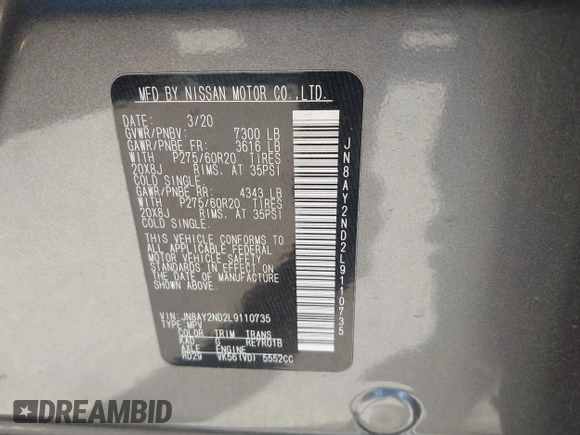 MFD BY NISSAN MOTOR CO.,LTD.
DATE: 3/20
GVWR/PNBV: 7300 LB
GAWR/PNBE FR: 3616 LB
WITH P275/60R20 TIRES
20X8J RIMS, AT 35PSI
COLD SINGLE.
GAWR/PNBE RR: 4343 LB
WITH P275/60R20 TIRES
20X8J RIMS, AT 35PSI
COLD SINGLE.
THIS VEHICLE CONFORMS TO
ALL APPLICABLE FEDERAL
MOTOR VEHICLE SAFETY
STANDARDS IN EFFECT ON
THE DATE OF MANUFACTURE
SHOWN ABOVE.
VIN: JN8AY2ND2L9110735
TYPE: MPV
COLOR TRIM TRANS
KAD G RE7R01B
AXLE ENGINE
RD29 VK56(VD) 5552CC
JN8AY2ND2L9110735
DREAMBID